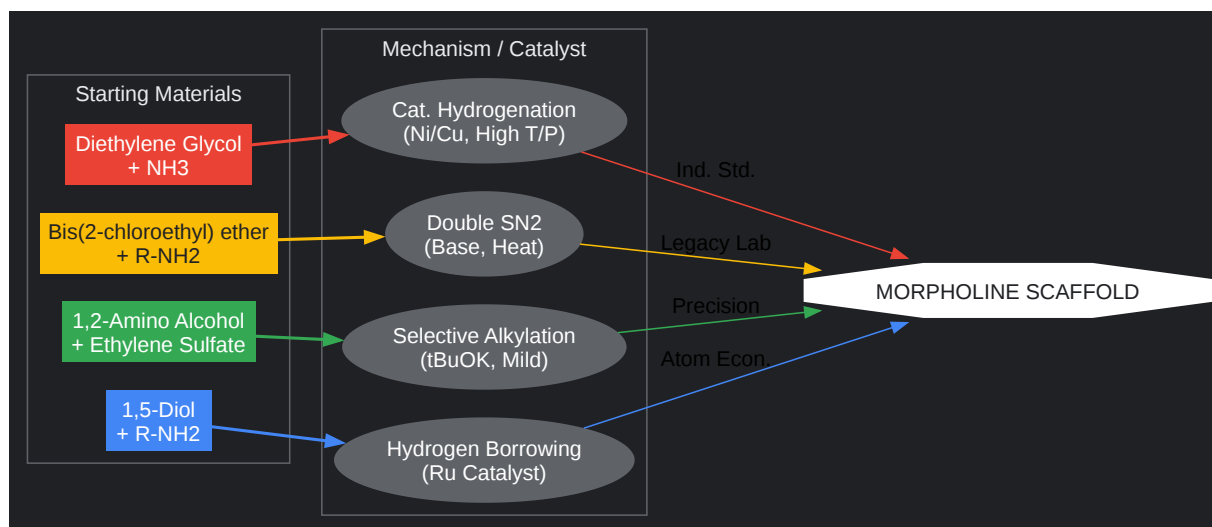 Starting Materials
Diethylene Glycol
+ NH3
Bis(2-chloroethyl) ether
+ R-NH2
1,2-Amino Alcohol
+ Ethylene Sulfate
1,5-Diol
+ R-NH2
Mechanism / Catalyst
Cat. Hydrogenation
(Ni/Cu, High T/P)
Double SN2
(Base, Heat)
Selective Alkylation
(tBuOK, Mild)
Hydrogen Borrowing
(Ru Catalyst)
Ind. Std.
Legacy Lab
Precision
Atom Econ.
MORPHOLINE SCAFFOLD